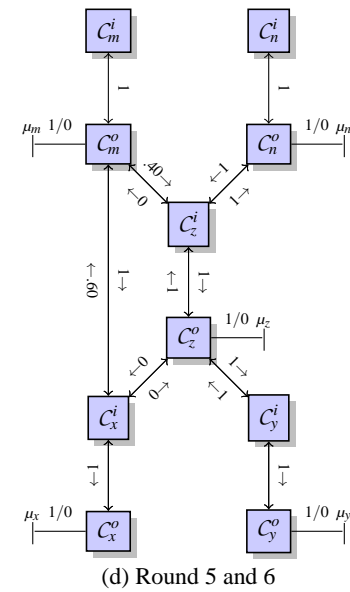 C_m^i C_n^i
1 1
μ_m 1/0 C_m^o C_n^o 1/0 μ_n
.40→ ←1
←0 1→
C_z^i
←.60 1→ ←1 1→
C_z^o 1/0 μ_z
←0 1→
0→ ←1
C_x^i C_y^i
1→ 1→
μ_x 1/0 C_x^o C_y^o 1/0 μ_y
(d) Round 5 and 6